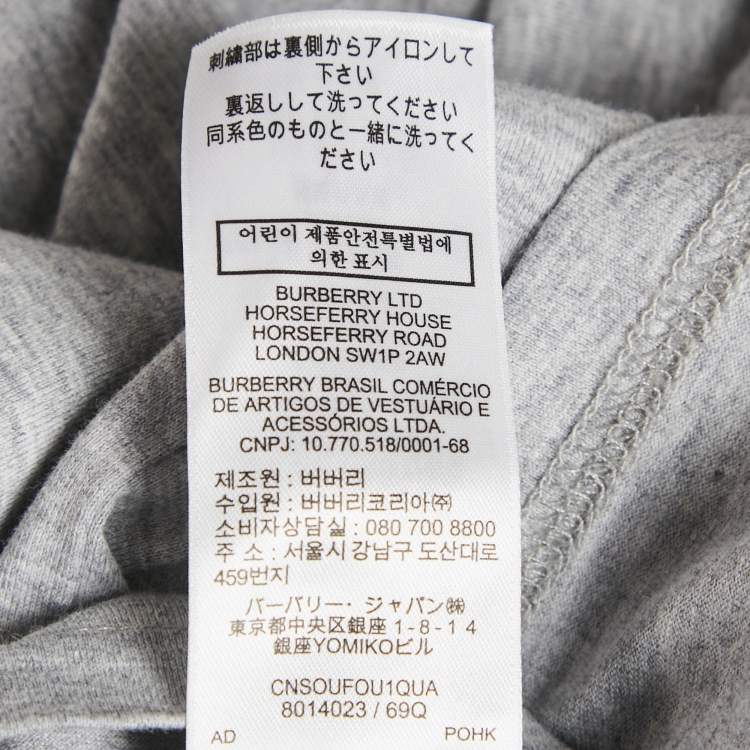 刺繍部は裏側からアイロンして
下さい
裏返しして洗ってください
同系色のものと一緒に洗ってく
ださい
어린이 제품안전특별법에
의한 표시
BURBERRY LTD
HORSEFERRY HOUSE
HORSEFERRY ROAD
LONDON SW1P 2AW
BURBERRY BRASIL COMÉRCIO
DE ARTIGOS DE VESTUÁRIO E
ACESSÓRIOS LTDA.
CNPJ: 10.770.518/0001-68
제조원 : 버버리
수입원 : 버버리코리아㈜
소비자상담실 : 080 700 8800
주 소 : 서울시 강남구 도산대로
459번지
バーバリー・ジャパン㈱
東京都中央区銀座 1-8-1 4
銀座YOMIKOビル
CNSOUFOU1QUA
8014023 / 69Q
AD POHK